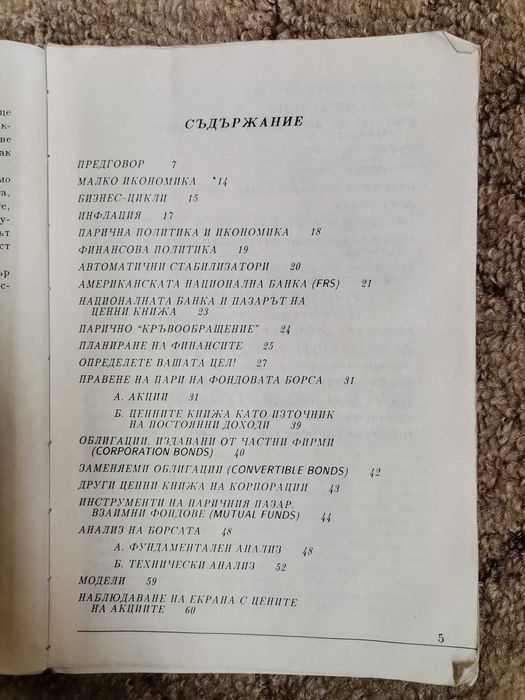 СЪДЪРЖАНИЕ
ПРЕДГОВОР 7
МАЛКО ИКОНОМИКА 14
БИЗНЕС-ЦИКЛИ 15
ИНФЛАЦИЯ 17
ПАРИЧНА ПОЛИТИКА И ИКОНОМИКА 18
ФИНАНСОВА ПОЛИТИКА 19
АВТОМАТИЧНИ СТАБИЛИЗАТОРИ 20
АМЕРИКАНСКАТА НАЦИОНАЛНА БАНКА (FRS) 21
НАЦИОНАЛНАТА БАНКА И ПАЗАРЪТ НА
ЦЕННИ КНИЖА 23
ПАРИЧНО "КРЪВООБРАЩЕНИЕ" 24
ПЛАНИРАНЕ НА ФИНАНСИТЕ 25
ОПРЕДЕЛЕТЕ ВАШАТА ЦЕЛ! 27
ПРАВЕНЕ НА ПАРИ НА ФОНДОВАТА БОРСА 31
А. АКЦИИ 31
Б. ЦЕННИТЕ КНИЖА КАТО ИЗТОЧНИК
НА ПОСТОЯННИ ДОХОДИ 39
ОБЛИГАЦИИ, ИЗДАВАНИ ОТ ЧАСТНИ ФИРМИ
(CORPORATION BONDS) 40
ЗАМЕНЯЕМИ ОБЛИГАЦИИ (CONVERTIBLE BONDS) 42
ДРУГИ ЦЕННИ КНИЖА НА КОРПОРАЦИИ 43
ИНСТРУМЕНТИ НА ПАРИЧНИЯ ПАЗАР,
ВЗАИМНИ ФОНДОВЕ (MUTUAL FUNDS) 44
АНАЛИЗ НА БОРСАТА 48
А. ФУНДАМЕНТАЛЕН АНАЛИЗ 48
Б. ТЕХНИЧЕСКИ АНАЛИЗ 52
МОДЕЛИ 59
НАБЛЮДАВАНЕ НА ЕКРАНА С ЦЕНИТЕ
НА АКЦИИТЕ 60
5